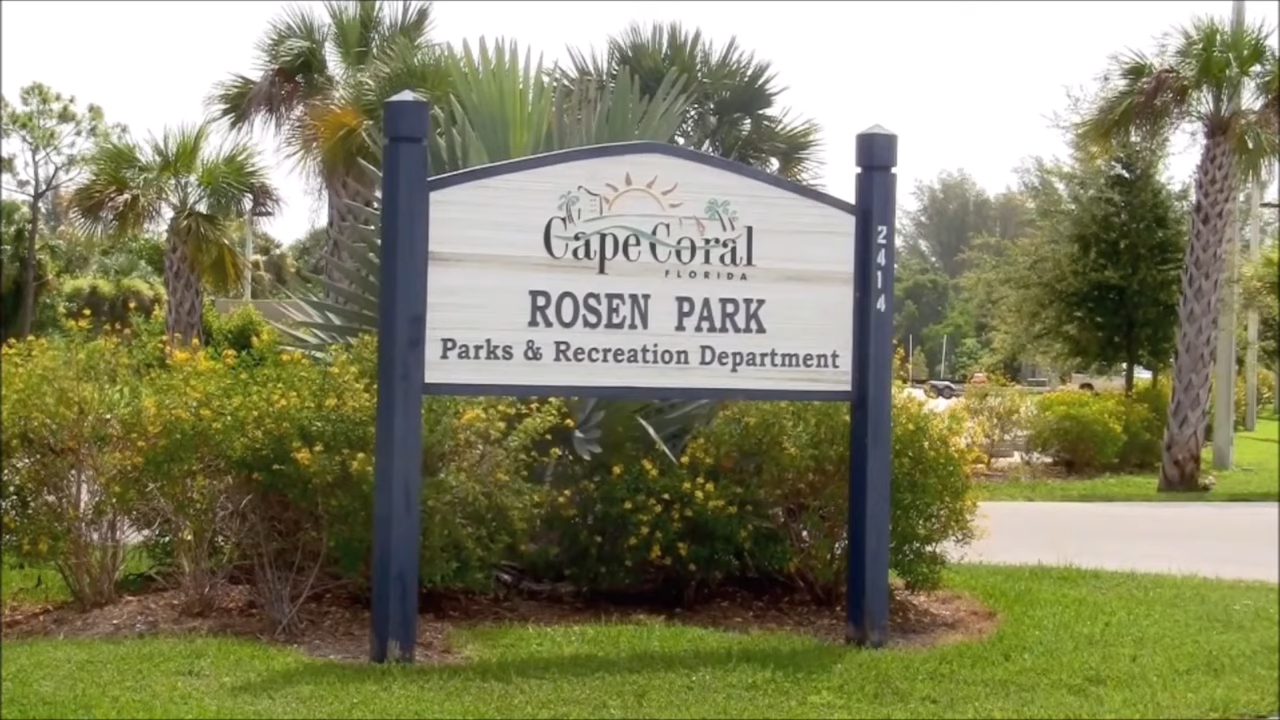 Cape Coral
FLORIDA
ROSEN PARK
Parks & Recreation Department
2414